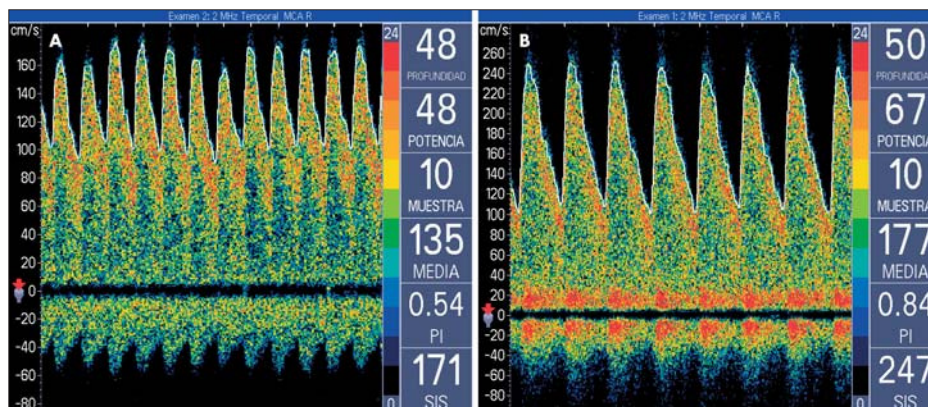 Examen 2: 2 MHz Temporal MCA R
cm/s
A
160
140
120
100
80
60
40
20
0
-20
-40
-60
-80
24
0
48
PROFUNDIDAD
48
POTENCIA
10
MUESTRA
135
MEDIA
0.54
PI
171
SIS
Examen 1: 2 MHz Temporal MCA R
cm/s
B
260
240
220
200
180
160
140
120
100
80
60
40
20
0
-20
-40
-60
-80
24
0
50
PROFUNDIDAD
67
POTENCIA
10
MUESTRA
177
MEDIA
0.84
PI
247
SIS